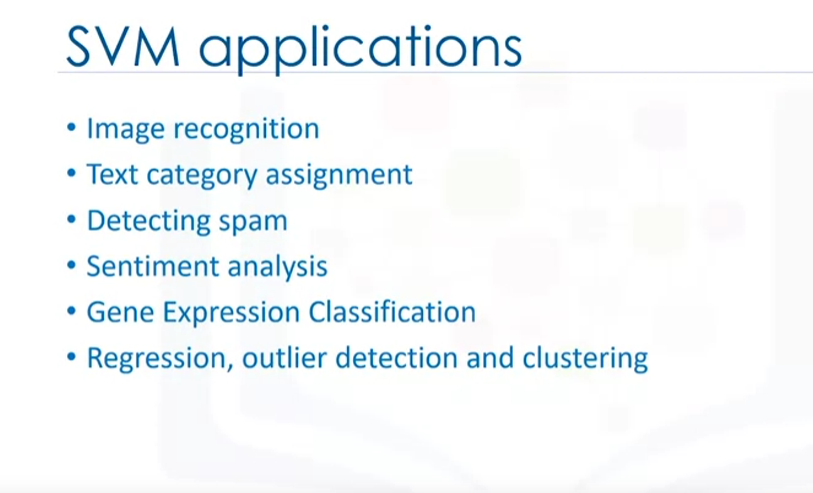 SVM applications
• Image recognition
• Text category assignment
• Detecting spam
• Sentiment analysis
• Gene Expression Classification
• Regression, outlier detection and clustering